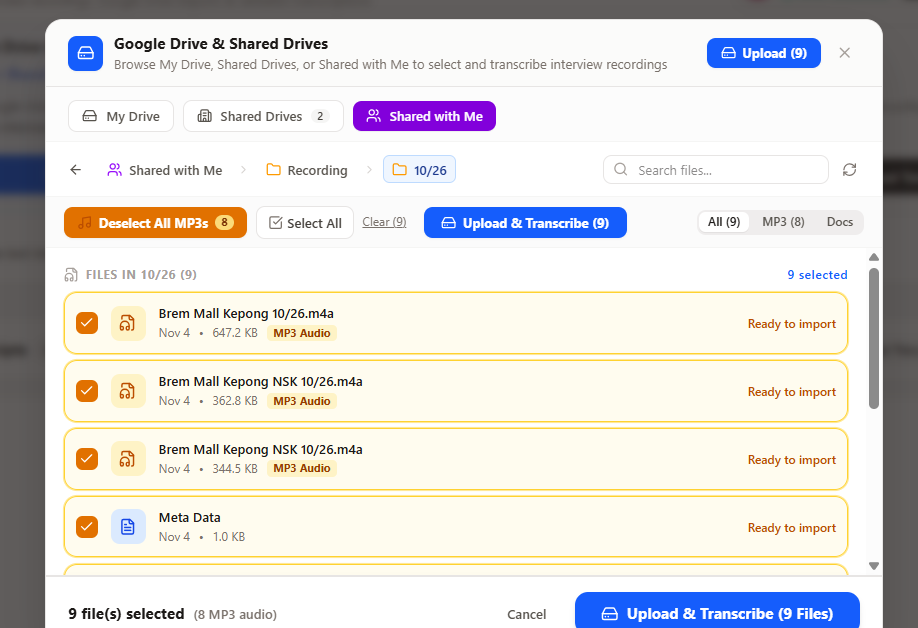 Google Drive & Shared Drives
Browse My Drive, Shared Drives, or Shared with Me to select and transcribe interview recordings
Upload (9)
My Drive
Shared Drives 2
Shared with Me
Shared with Me
Recording
10/26
Search files...
Deselect All MP3s 8
Select All
Clear (9)
Upload & Transcribe (9)
All (9)
MP3 (8)
Docs
FILES IN 10/26 (9)
9 selected
Brem Mall Kepong 10/26.m4a
Nov 4 • 647.2 KB MP3 Audio
Ready to import
Brem Mall Kepong NSK 10/26.m4a
Nov 4 • 362.8 KB MP3 Audio
Ready to import
Brem Mall Kepong NSK 10/26.m4a
Nov 4 • 344.5 KB MP3 Audio
Ready to import
Meta Data
Nov 4 • 1.0 KB
Ready to import
9 file(s) selected (8 MP3 audio)
Cancel
Upload & Transcribe (9 Files)